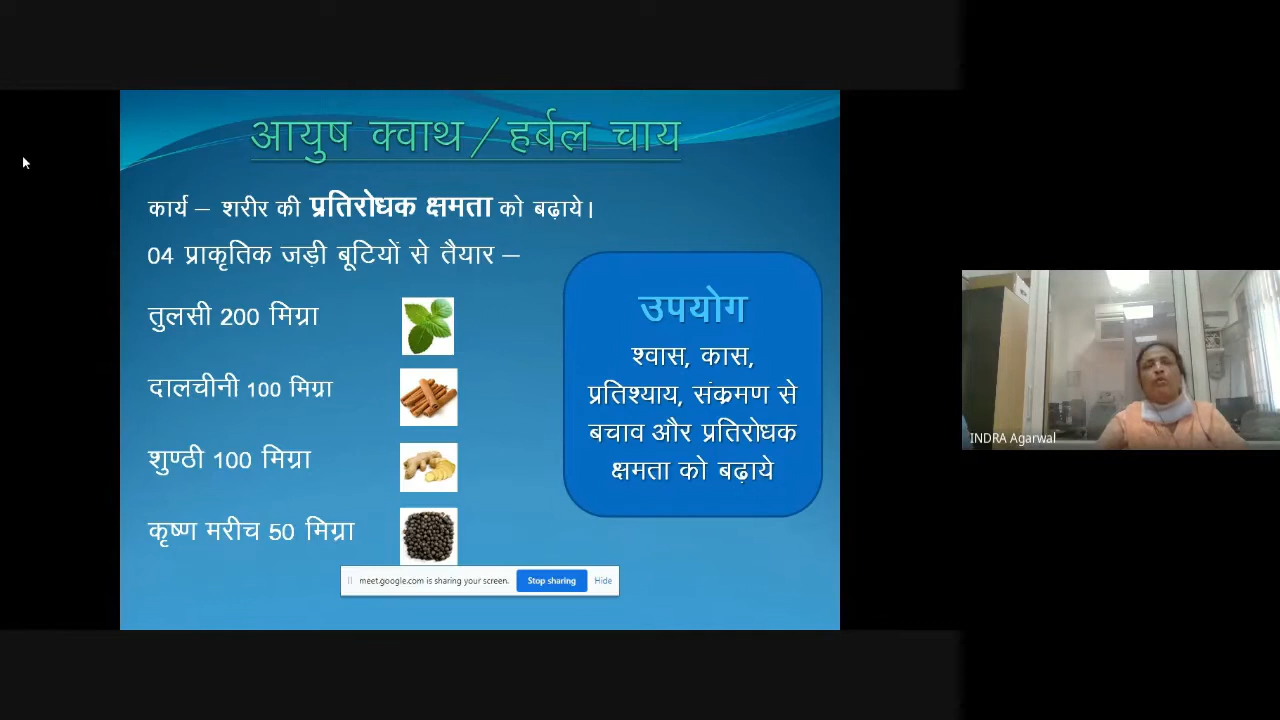 आयुष क्वाथ / हर्बल चाय
कार्य – शरीर की प्रतिरोधक क्षमता को बढ़ाये।
04 प्राकृतिक जड़ी बूटियों से तैयार –
तुलसी 200 मिग्रा
दालचीनी 100 मिग्रा
शुण्ठी 100 मिग्रा
कृष्ण मरीच 50 मिग्रा
उपयोग
श्वास, कास,
प्रतिश्याय, संक्रमण से
बचाव और प्रतिरोधक
क्षमता को बढ़ाये
meet.google.com is sharing your screen.
Stop sharing
Hide
INDRA Agarwal